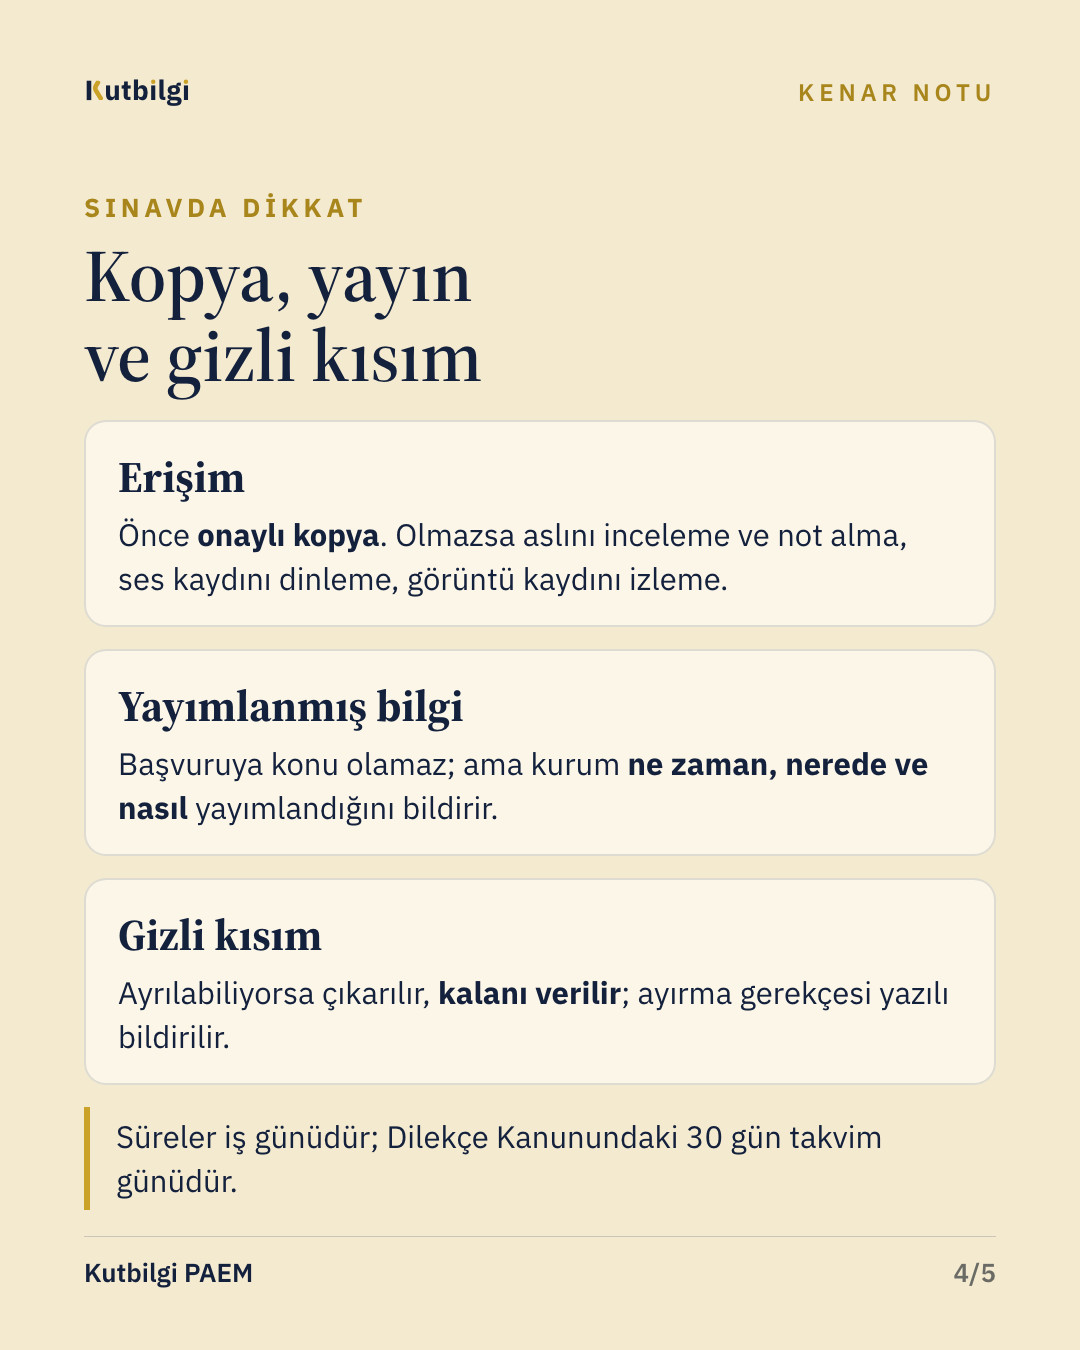 Kutbilgi
KENAR NOTU
SINAVDA DİKKAT
Kopya, yayın
ve gizli kısım
Erişim
Önce onaylı kopya. Olmazsa aslını inceleme ve not alma,
ses kaydını dinleme, görüntü kaydını izleme.
Yayımlanmış bilgi
Başvuruya konu olamaz; ama kurum ne zaman, nerede ve
nasıl yayımlandığını bildirir.
Gizli kısım
Ayrılabiliyorsa çıkarılır, kalanı verilir; ayırma gerekçesi yazılı
bildirilir.
Süreler iş günüdür; Dilekçe Kanunundaki 30 gün takvim
günüdür.
Kutbilgi PAEM
4/5